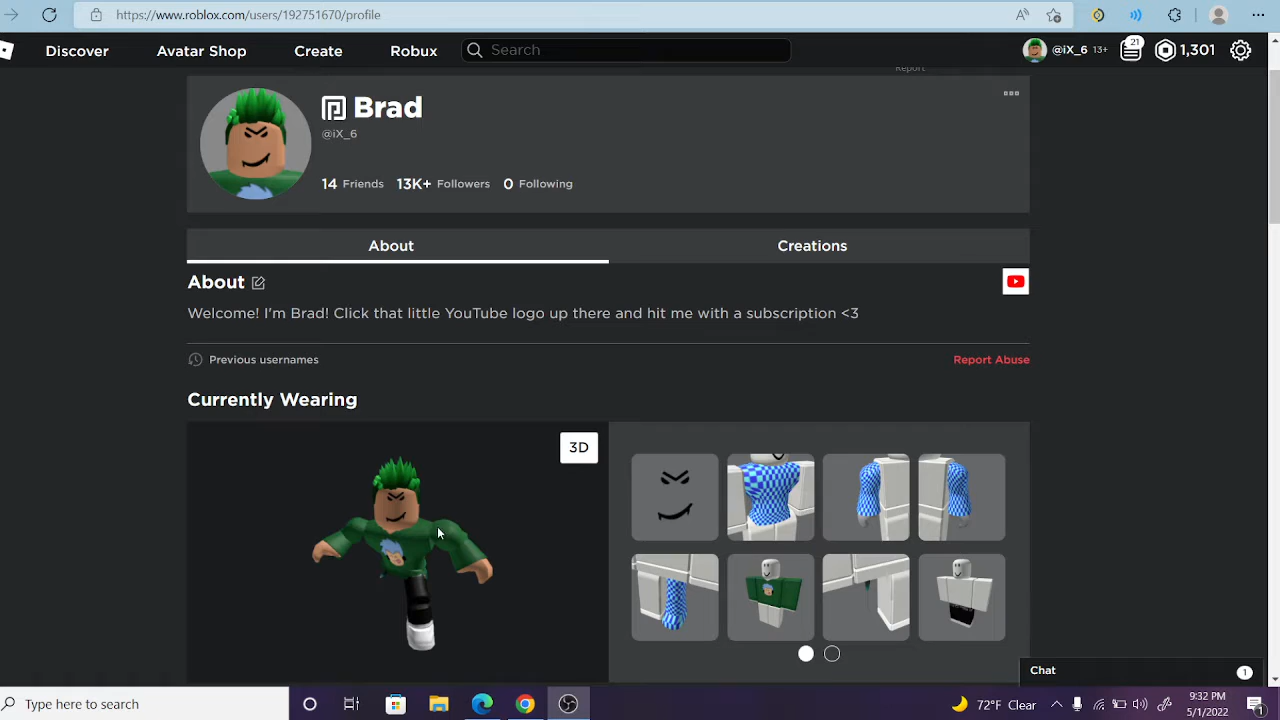 https://www.roblox.com/users/192751670/profile
Discover Avatar Shop Create Robux Search @iX_6 13+ 21 1,301
Report
Brad
@iX_6
14 Friends 13K+ Followers 0 Following
About Creations
About
Welcome! I'm Brad! Click that little YouTube logo up there and hit me with a subscription <3
Previous usernames Report Abuse
Currently Wearing
3D
Chat 1
Type here to search 72°F Clear 9:32 PM
5/1/2022